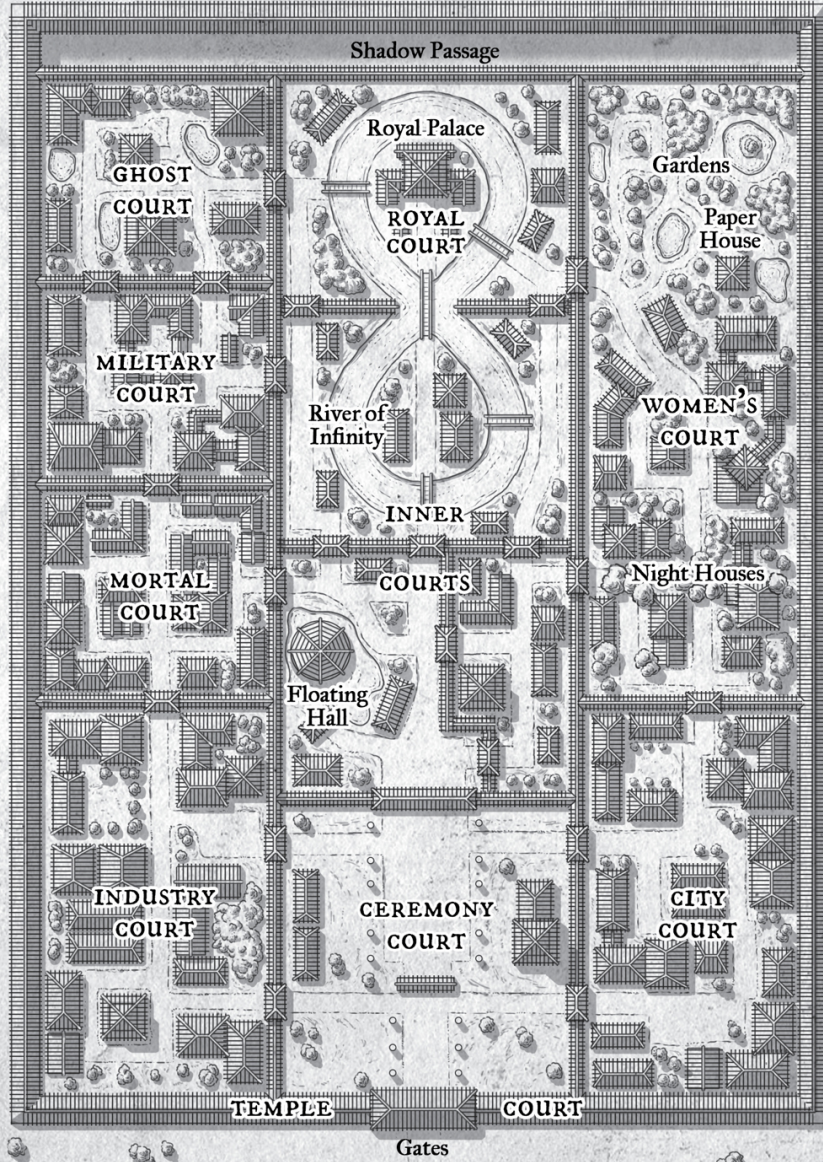 Shadow Passage
Royal Palace
GHOST
COURT
ROYAL
COURT
Gardens
Paper
House
MILITARY
COURT
River of
Infinity
WOMEN'S
COURT
INNER
COURTS
MORTAL
COURT
Night Houses
Floating
Hall
INDUSTRY
COURT
CEREMONY
COURT
CITY
COURT
TEMPLE COURT
Gates